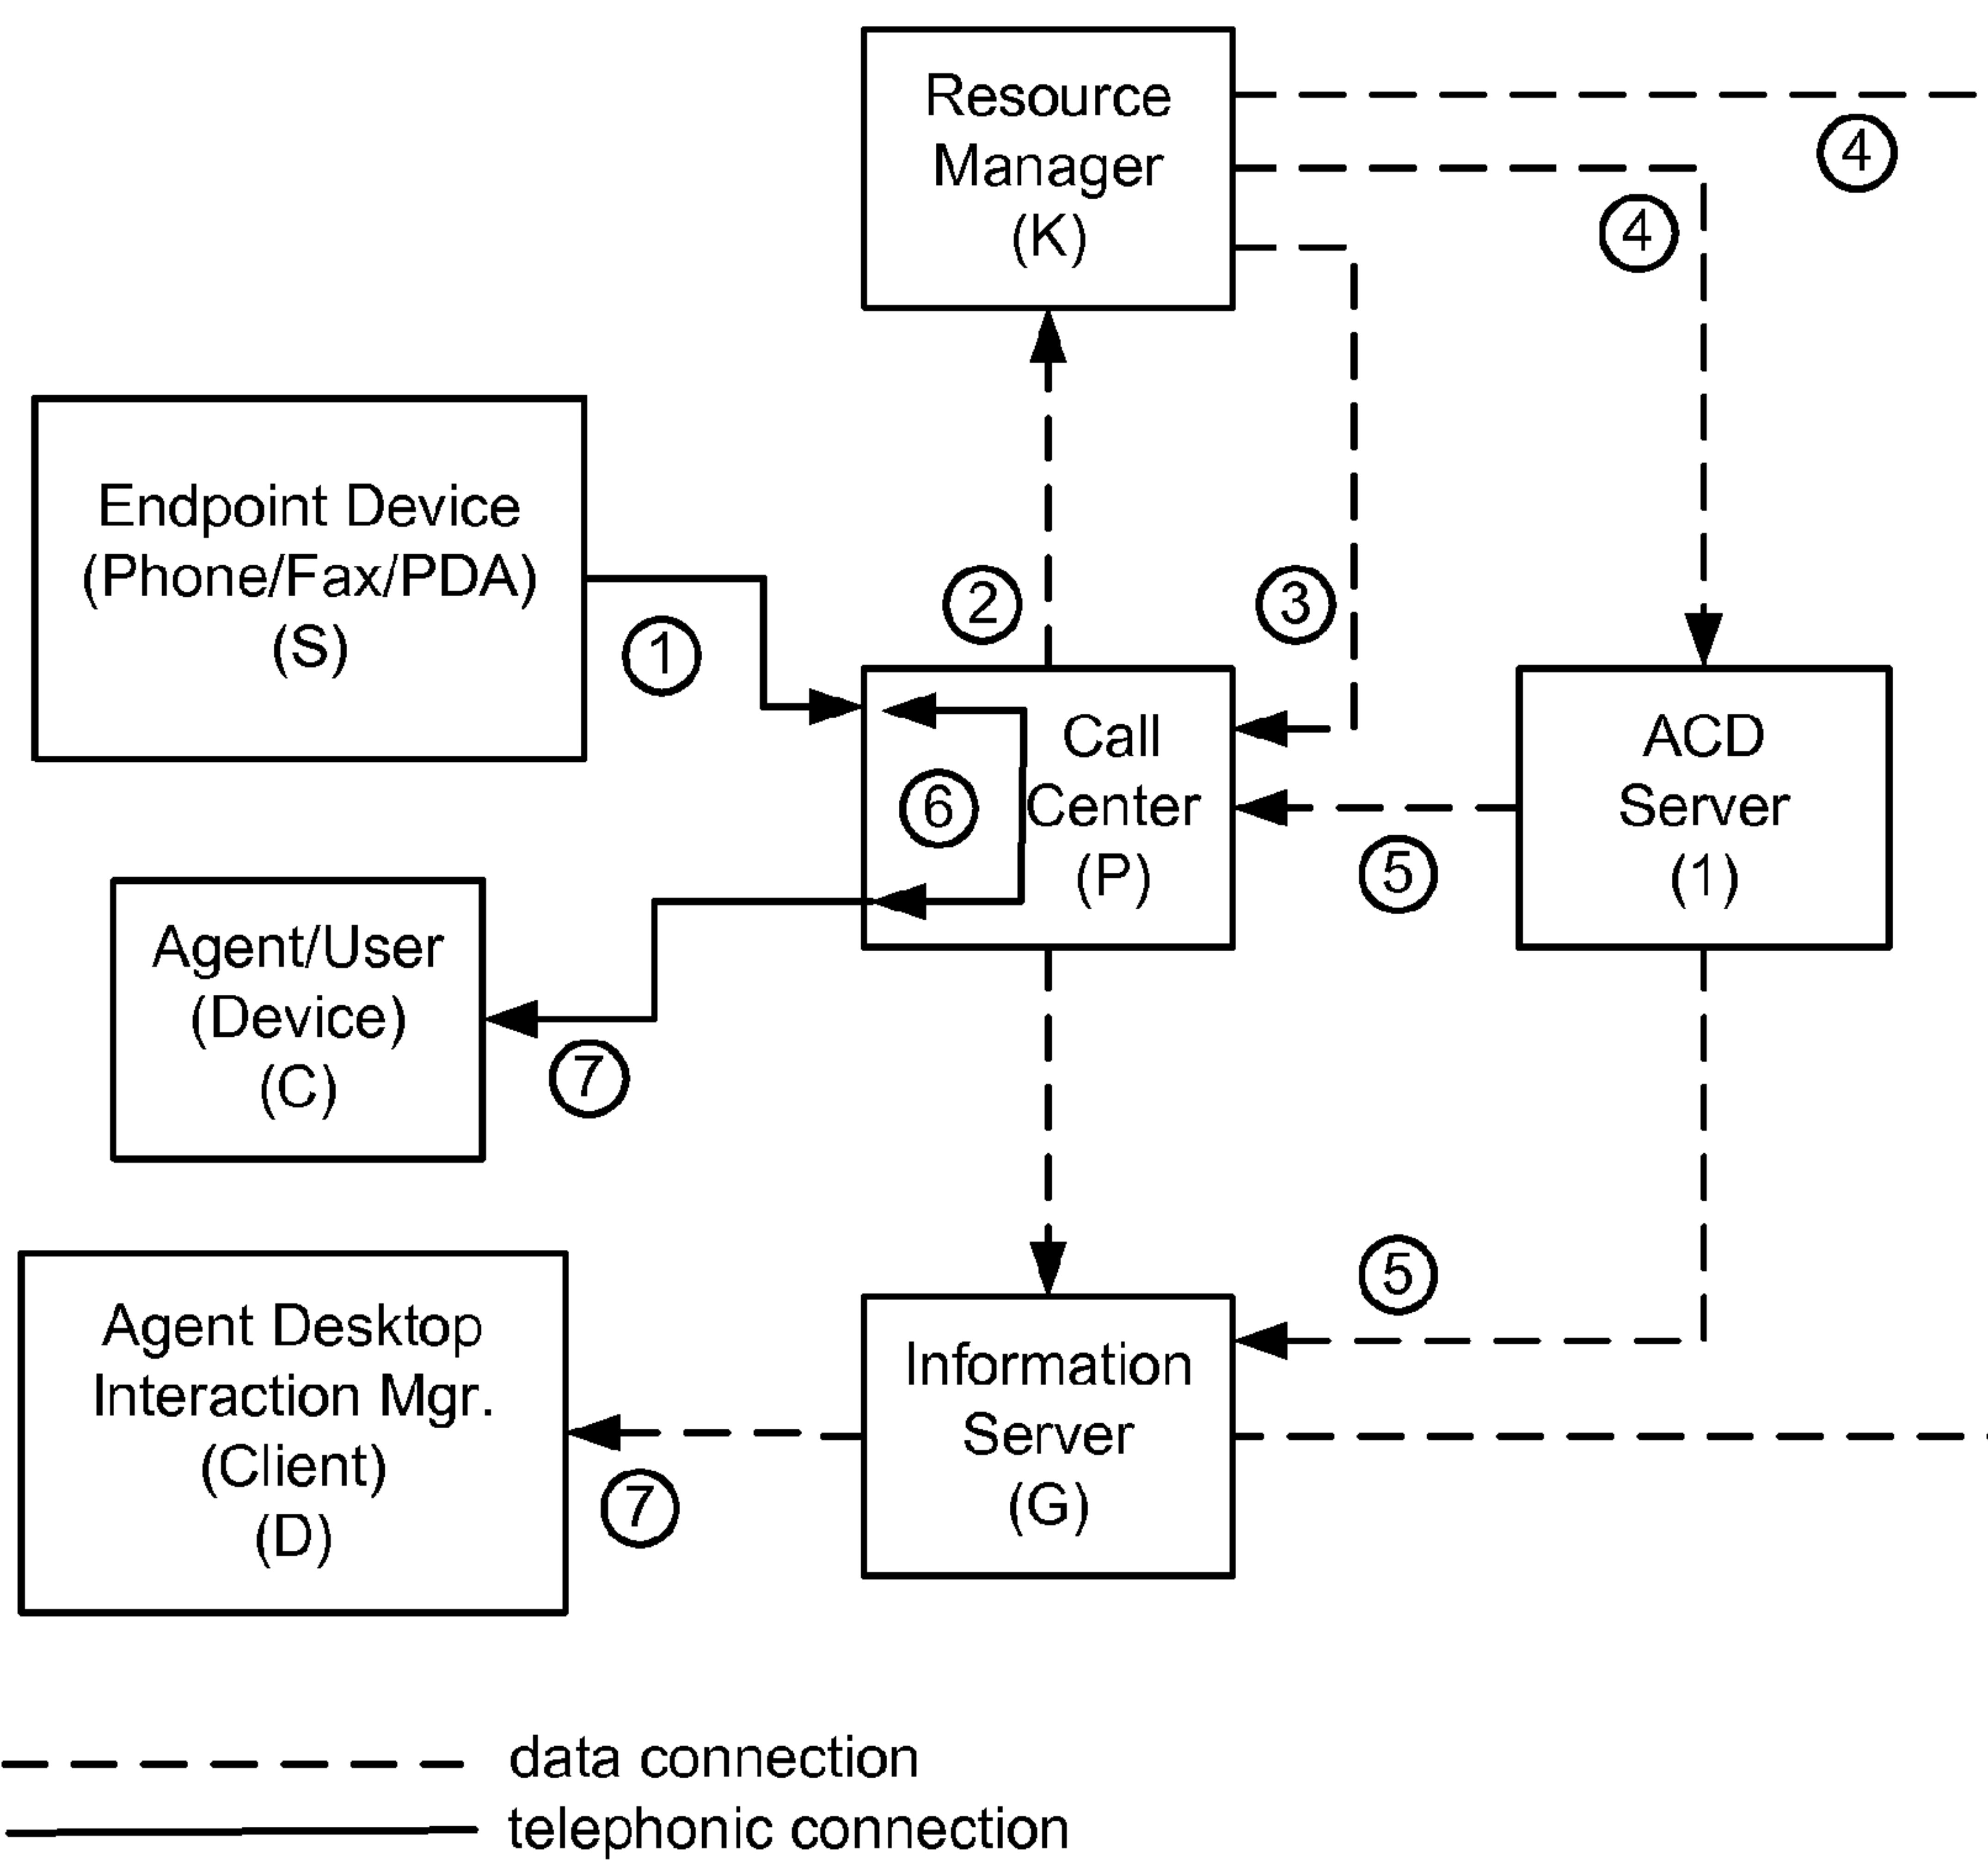 Resource
Manager
(K)
4
4
Endpoint Device
(Phone/Fax/PDA)
(S)
1
2
3
Call
Center
(P)
6
ACD
Server
(1)
5
Agent/User
(Device)
(C)
7
5
Agent Desktop
Interaction Mgr.
(Client)
(D)
7
Information
Server
(G)
data connection
telephonic connection